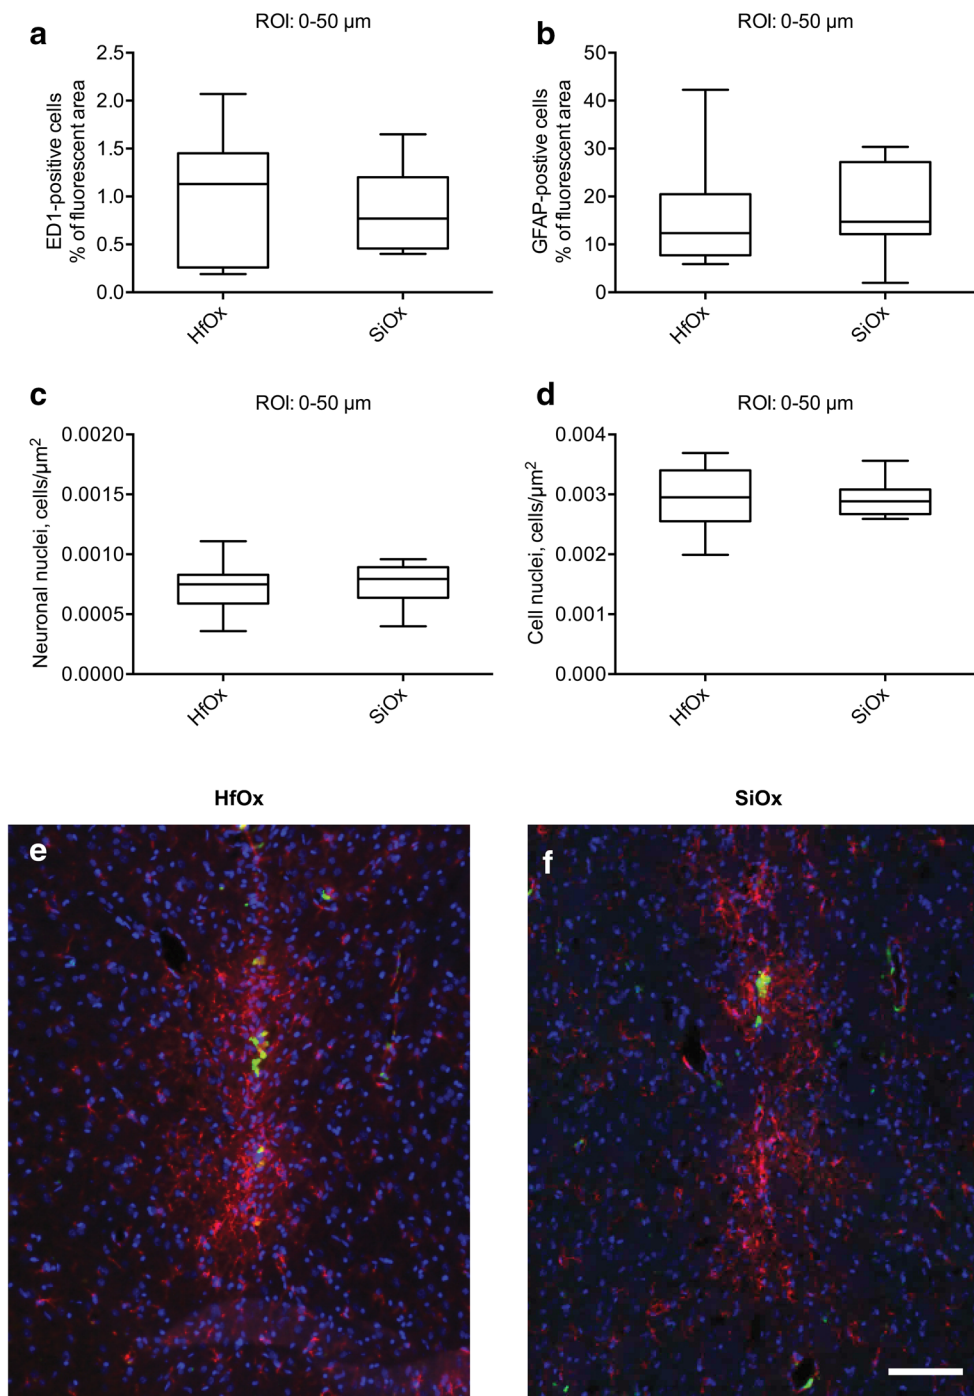 a
ROI: 0-50 µm
ED1-positive cells
% of fluorescent area
2.5
2.0
1.5
1.0
0.5
0.0
HfOx
SiOx
b
ROI: 0-50 µm
GFAP-postive cells
% of fluorescent area
50
40
30
20
10
0
HfOx
SiOx
c
ROI: 0-50 µm
Neuronal nuclei, cells/µm²
0.0020
0.0015
0.0010
0.0005
0.0000
HfOx
SiOx
d
ROI: 0-50 µm
Cell nuclei, cells/µm²
0.004
0.003
0.002
0.001
0.000
HfOx
SiOx
HfOx
e
SiOx
f